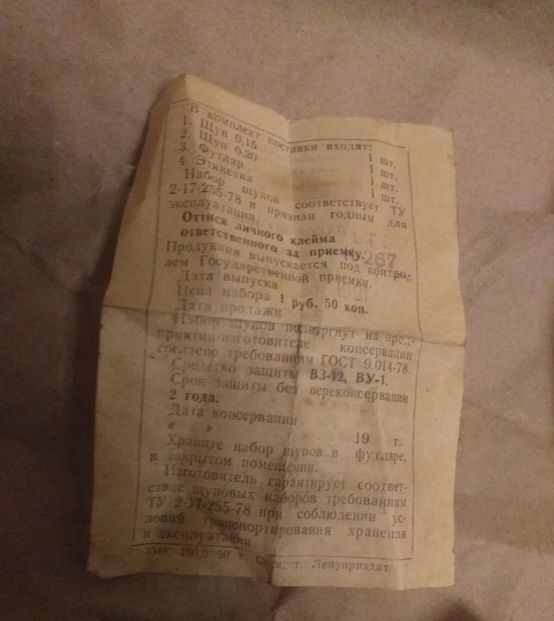 В комплект поставки входят:
1. Щуп 0,15 1 шт.
2. Щуп 0,20 1 шт.
3. Футляр 1 шт.
4. Этикетка 1 шт.
Набор щупов соответствует ТУ
2-17-255-78 и признан годным для
эксплуатации.
Оттиск личного клейма
ответственного за приемку.
267
Продукция выпускается под контро-
лем Государственной приемки.
Дата выпуска
Цена набора 1 руб. 50 коп.
Дата продажи
Набор щупов подвергнут на пред-
приятии-изготовителе консервации
согласно требованиям ГОСТ 9.014-78.
Средство защиты ВЗ-12, ВУ-1.
Срок защиты без переконсервации
2 года.
Дата консервации
« » 19 г.
Храните набор щупов в футляре,
в закрытом помещении.
Изготовитель гарантирует соответ-
ствие щуповых наборов требованиям
ТУ 2-17-255-78 при соблюдении ус-
ловий транспортирования хранения
и эксплуатации.
3348 100,0 90 т.